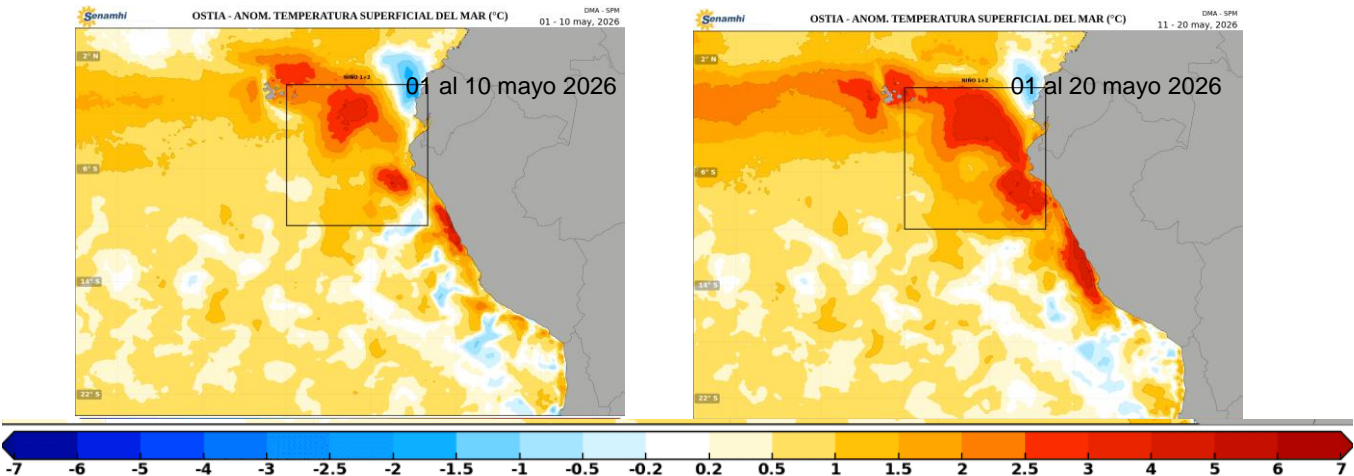 Senamhi
OSTIA - ANOM. TEMPERATURA SUPERFICIAL DEL MAR (°C)
DMA - SPM
01 - 10 may, 2026
2° N
NIÑO 1+2
01 al 10 mayo 2026
6° S
14° S
22° S
Senamhi
OSTIA - ANOM. TEMPERATURA SUPERFICIAL DEL MAR (°C)
DMA - SPM
11 - 20 may, 2026
2° N
NIÑO 1+2
01 al 20 mayo 2026
6° S
14° S
22° S
-7 -6 -5 -4 -3 -2.5 -2 -1.5 -1 -0.5 -0.2 0.2 0.5 1 1.5 2 2.5 3 4 5 6 7